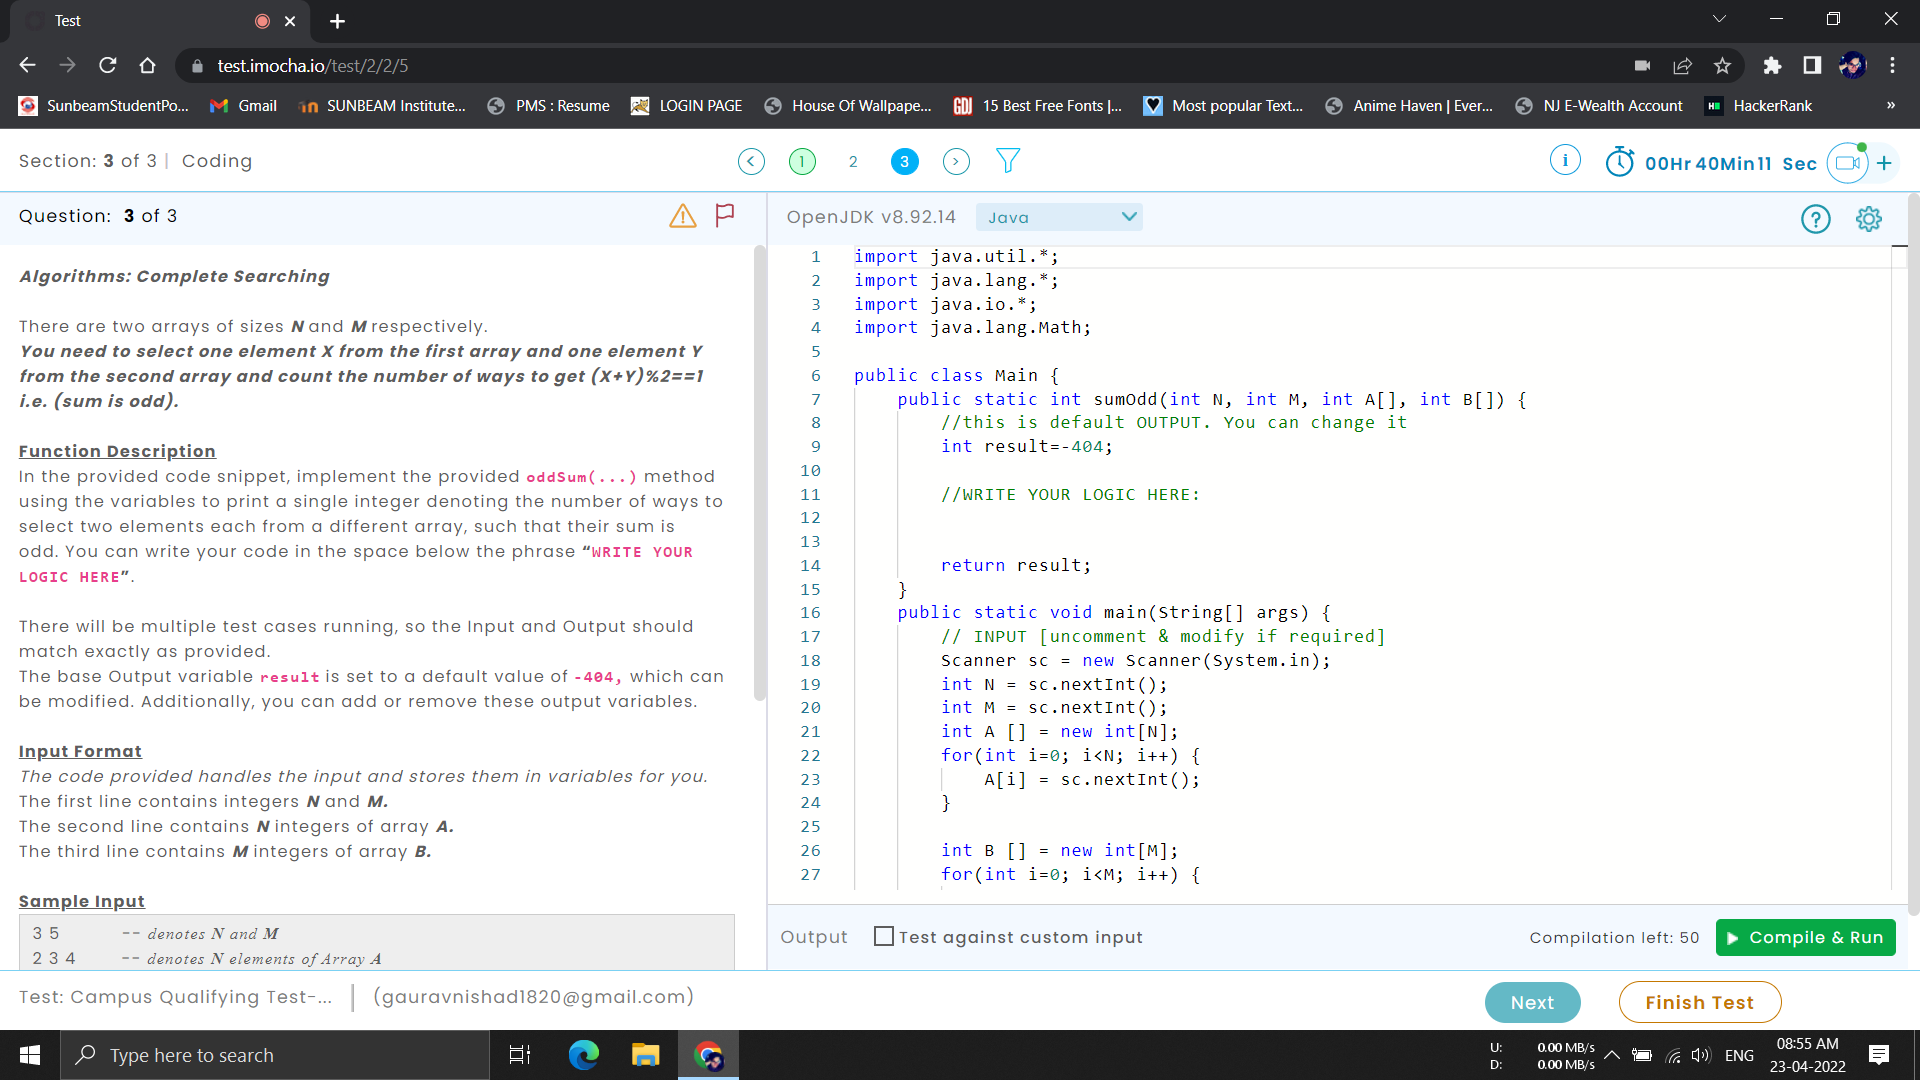 Test
test.imocha.io/test/2/2/5
SunbeamStudentPo... Gmail SUNBEAM Institute... PMS : Resume LOGIN PAGE House Of Wallpape... GDJ 15 Best Free Fonts |... Most popular Text... Anime Haven | Ever... NJ E-Wealth Account HackerRank »
Section: 3 of 3 | Coding
1 2 3
00Hr 40Min11 Sec
Question: 3 of 3
OpenJDK v8.92.14 Java
Algorithms: Complete Searching
There are two arrays of sizes N and M respectively.
You need to select one element X from the first array and one element Y
from the second array and count the number of ways to get (X+Y)%2==1
i.e. (sum is odd).
Function Description
In the provided code snippet, implement the provided oddSum(...) method
using the variables to print a single integer denoting the number of ways to
select two elements each from a different array, such that their sum is
odd. You can write your code in the space below the phrase “WRITE YOUR
LOGIC HERE”.
There will be multiple test cases running, so the Input and Output should
match exactly as provided.
The base Output variable result is set to a default value of -404, which can
be modified. Additionally, you can add or remove these output variables.
Input Format
The code provided handles the input and stores them in variables for you.
The first line contains integers N and M.
The second line contains N integers of array A.
The third line contains M integers of array B.
Sample Input
3 5 -- denotes N and M
2 3 4 -- denotes N elements of Array A
1 import java.util.*;
2 import java.lang.*;
3 import java.io.*;
4 import java.lang.Math;
5
6 public class Main {
7 public static int sumOdd(int N, int M, int A[], int B[]) {
8 //this is default OUTPUT. You can change it
9 int result=-404;
10
11 //WRITE YOUR LOGIC HERE:
12
13
14 return result;
15 }
16 public static void main(String[] args) {
17 // INPUT [uncomment & modify if required]
18 Scanner sc = new Scanner(System.in);
19 int N = sc.nextInt();
20 int M = sc.nextInt();
21 int A [] = new int[N];
22 for(int i=0; i<N; i++) {
23 A[i] = sc.nextInt();
24 }
25
26 int B [] = new int[M];
27 for(int i=0; i<M; i++) {
Output Test against custom input Compilation left: 50 Compile & Run
Test: Campus Qualifying Test-... | (gauravnishad1820@gmail.com) Next Finish Test
Type here to search
U: 0.00 MB/s
D: 0.00 MB/s
ENG
08:55 AM
23-04-2022